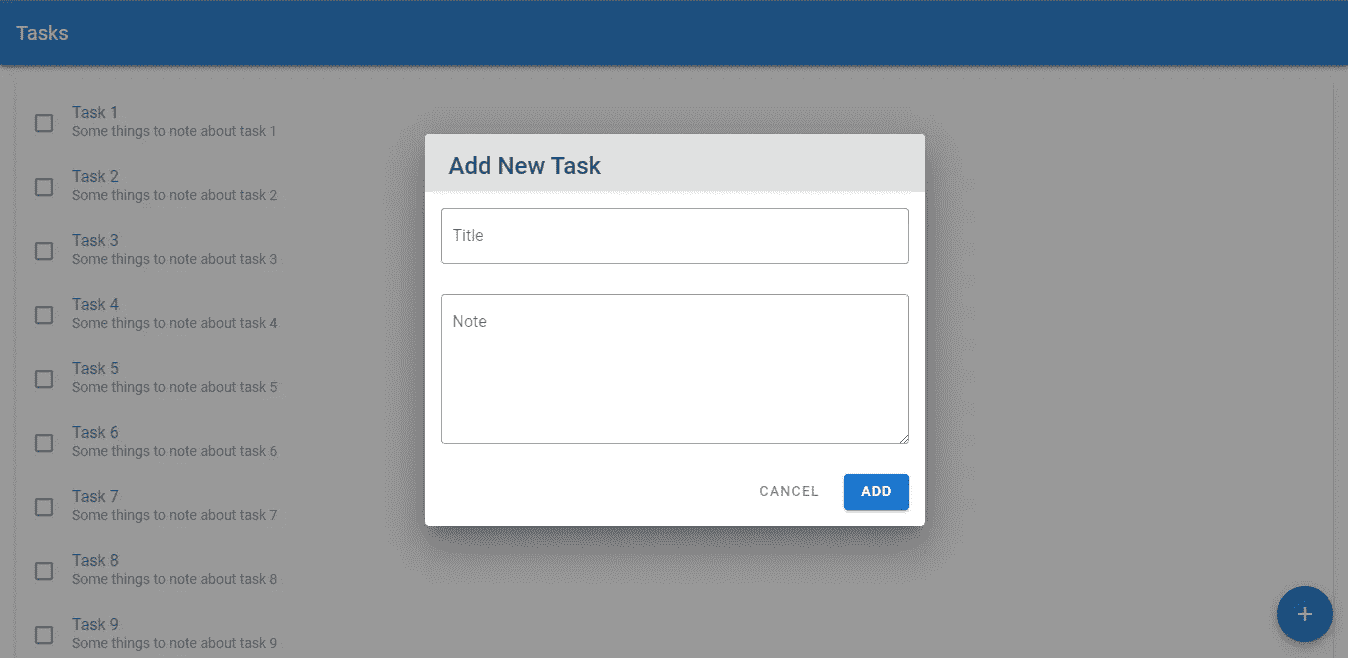 Tasks
Task 1
Some things to note about task 1
Task 2
Some things to note about task 2
Task 3
Some things to note about task 3
Task 4
Some things to note about task 4
Task 5
Some things to note about task 5
Task 6
Some things to note about task 6
Task 7
Some things to note about task 7
Task 8
Some things to note about task 8
Task 9
Some things to note about task 9
Add New Task
Title
Note
CANCEL ADD
+